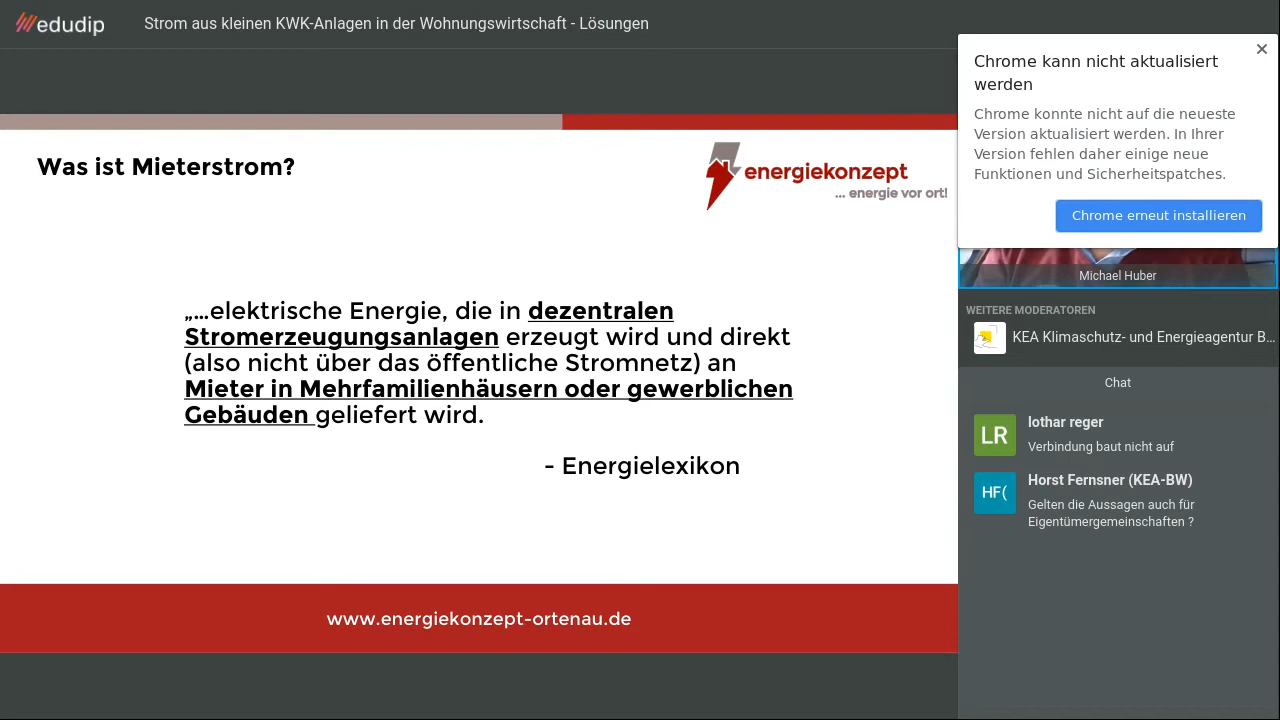 edudip
Strom aus kleinen KWK-Anlagen in der Wohnungswirtschaft - Lösungen
Was ist Mieterstrom?
energiekonzept
... energie vor ort!
„…elektrische Energie, die in dezentralen
Stromerzeugungsanlagen erzeugt wird und direkt
(also nicht über das öffentliche Stromnetz) an
Mieter in Mehrfamilienhäusern oder gewerblichen
Gebäuden geliefert wird.
- Energielexikon
www.energiekonzept-ortenau.de
Chrome kann nicht aktualisiert
werden
Chrome konnte nicht auf die neueste
Version aktualisiert werden. In Ihrer
Version fehlen daher einige neue
Funktionen und Sicherheitspatches.
Chrome erneut installieren
Michael Huber
WEITERE MODERATOREN
KEA Klimaschutz- und Energieagentur B...
Chat
LR
lothar reger
Verbindung baut nicht auf
HF(
Horst Fernsner (KEA-BW)
Gelten die Aussagen auch für
Eigentümergemeinschaften ?